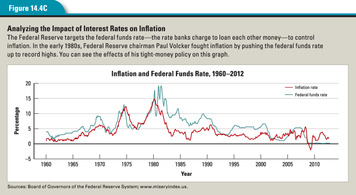 Figure 14.4C
Analyzing the Impact of Interest Rates on Inflation
The Federal Reserve targets the federal funds rate—the rate banks charge to loan each other money—to control
inflation. In the early 1980s, Federal Reserve chairman Paul Volcker fought inflation by pushing the federal funds rate
up to record highs. You can see the effects of his tight-money policy on this graph.
Inflation and Federal Funds Rate, 1960–2012
Inflation rate
Federal funds rate
Percentage
20
15
10
5
0
–5
1960 1965 1970 1975 1980 1985 1990 1995 2000 2005 2010
Year
Sources: Board of Governors of the Federal Reserve System; www.miseryindex.us.